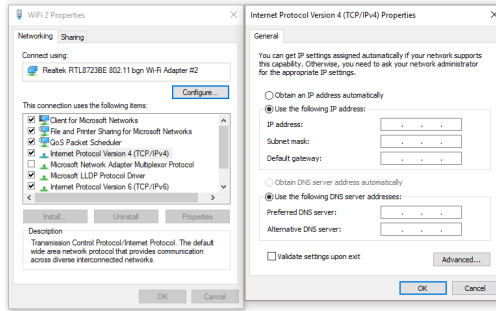 WiFi 2 Properties
Networking Sharing
Connect using:
Realtek RTL8723BE 802.11 bgn Wi-Fi Adapter #2
Configure...
This connection uses the following items:
Client for Microsoft Networks
File and Printer Sharing for Microsoft Networks
QoS Packet Scheduler
Internet Protocol Version 4 (TCP/IPv4)
Microsoft Network Adapter Multiplexor Protocol
Microsoft LLDP Protocol Driver
Internet Protocol Version 6 (TCP/IPv6)
Install... Uninstall Properties
Description
Transmission Control Protocol/Internet Protocol. The default
wide area network protocol that provides communication
across diverse interconnected networks.
OK Cancel
Internet Protocol Version 4 (TCP/IPv4) Properties
General
You can get IP settings assigned automatically if your network supports
this capability. Otherwise, you need to ask your network administrator
for the appropriate IP settings.
Obtain an IP address automatically
Use the following IP address:
IP address:
Subnet mask:
Default gateway:
Obtain DNS server address automatically
Use the following DNS server addresses:
Preferred DNS server:
Alternative DNS server:
Validate settings upon exit
Advanced...
OK Cancel